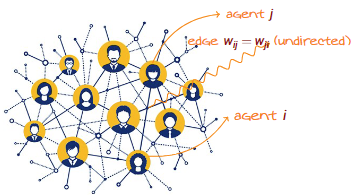 agent j
edge wij = wji (undirected)
agent i